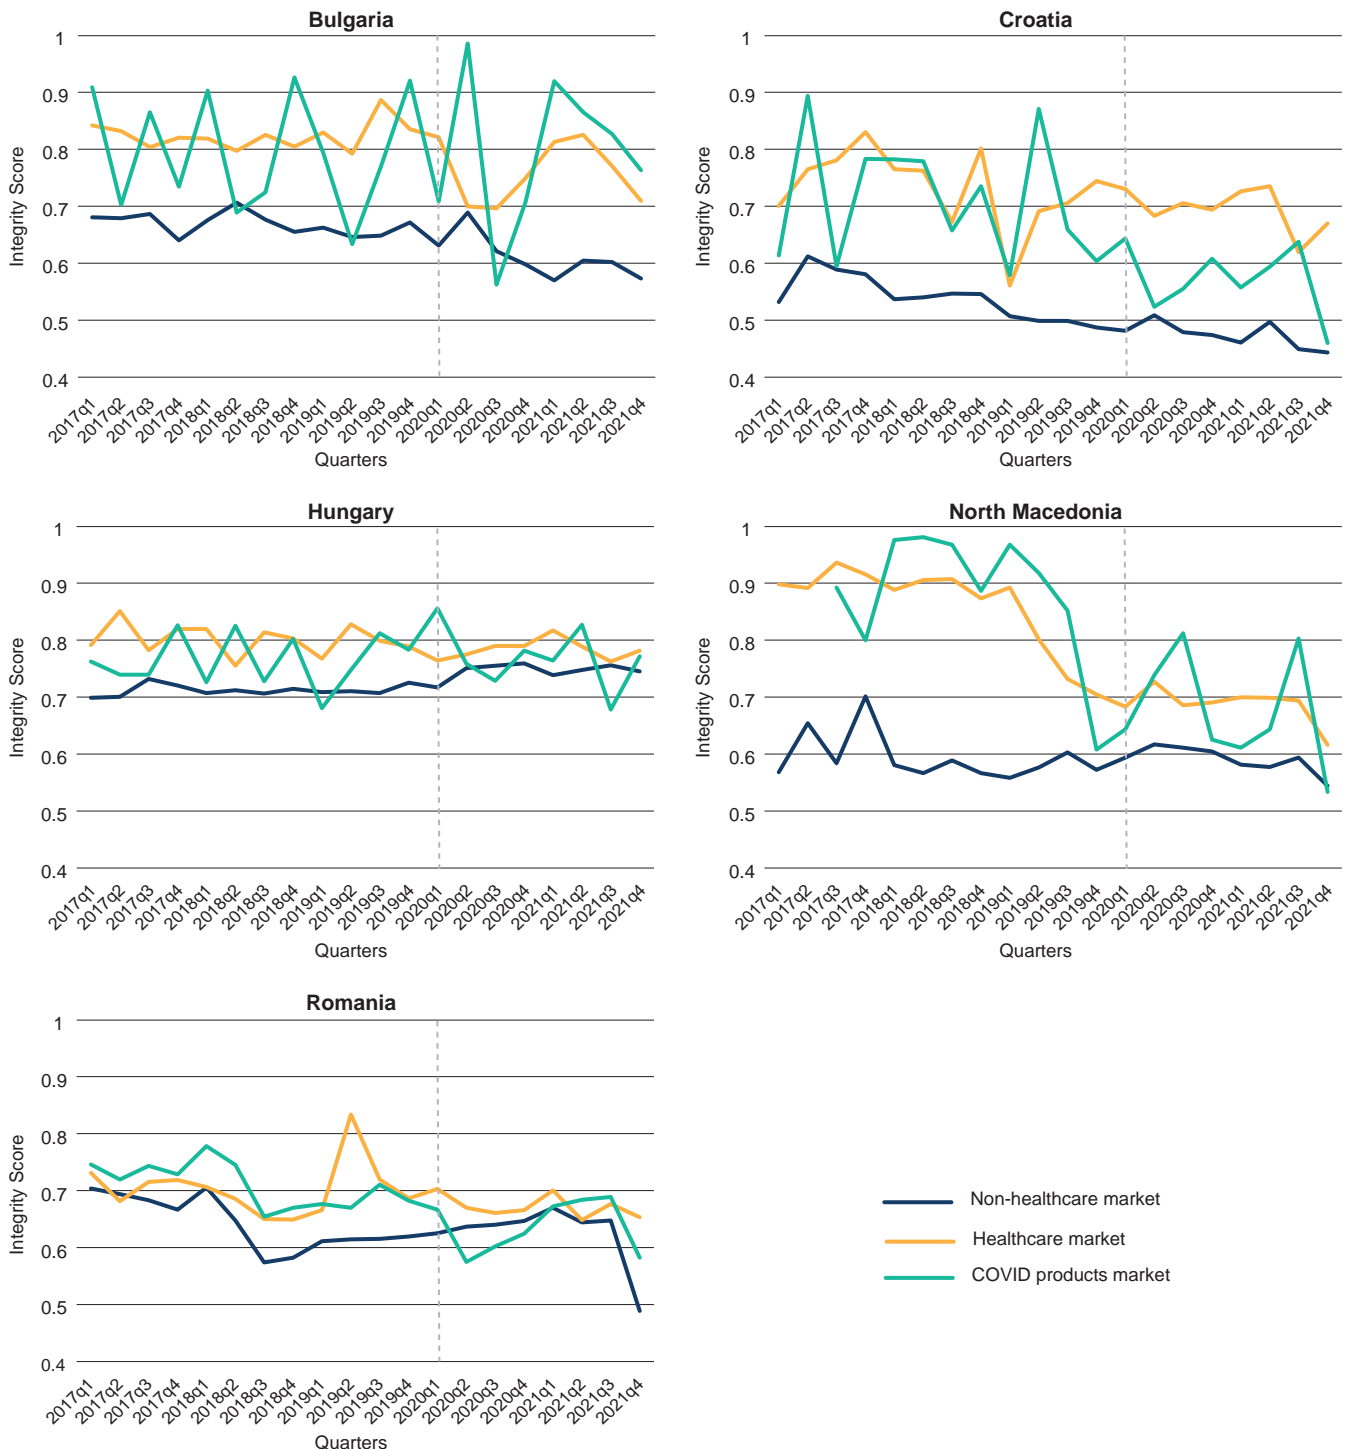 Bulgaria
1
0.9
0.8
0.7
0.6
0.5
0.4
Integrity Score
2017q1
2017q2
2017q3
2017q4
2018q1
2018q2
2018q3
2018q4
2019q1
2019q2
2019q3
2019q4
2020q1
2020q2
2020q3
2020q4
2021q1
2021q2
2021q3
2021q4
Quarters
Croatia
1
0.9
0.8
0.7
0.6
0.5
0.4
Integrity Score
2017q1
2017q2
2017q3
2017q4
2018q1
2018q2
2018q3
2018q4
2019q1
2019q2
2019q3
2019q4
2020q1
2020q2
2020q3
2020q4
2021q1
2021q2
2021q3
2021q4
Quarters
Hungary
1
0.9
0.8
0.7
0.6
0.5
0.4
Integrity Score
2017q1
2017q2
2017q3
2017q4
2018q1
2018q2
2018q3
2018q4
2019q1
2019q2
2019q3
2019q4
2020q1
2020q2
2020q3
2020q4
2021q1
2021q2
2021q3
2021q4
Quarters
North Macedonia
1
0.9
0.8
0.7
0.6
0.5
0.4
Integrity Score
2017q1
2017q2
2017q3
2017q4
2018q1
2018q2
2018q3
2018q4
2019q1
2019q2
2019q3
2019q4
2020q1
2020q2
2020q3
2020q4
2021q1
2021q2
2021q3
2021q4
Quarters
Romania
1
0.9
0.8
0.7
0.6
0.5
0.4
Integrity Score
2017q1
2017q2
2017q3
2017q4
2018q1
2018q2
2018q3
2018q4
2019q1
2019q2
2019q3
2019q4
2020q1
2020q2
2020q3
2020q4
2021q1
2021q2
2021q3
2021q4
Quarters
Non-healthcare market
Healthcare market
COVID products market